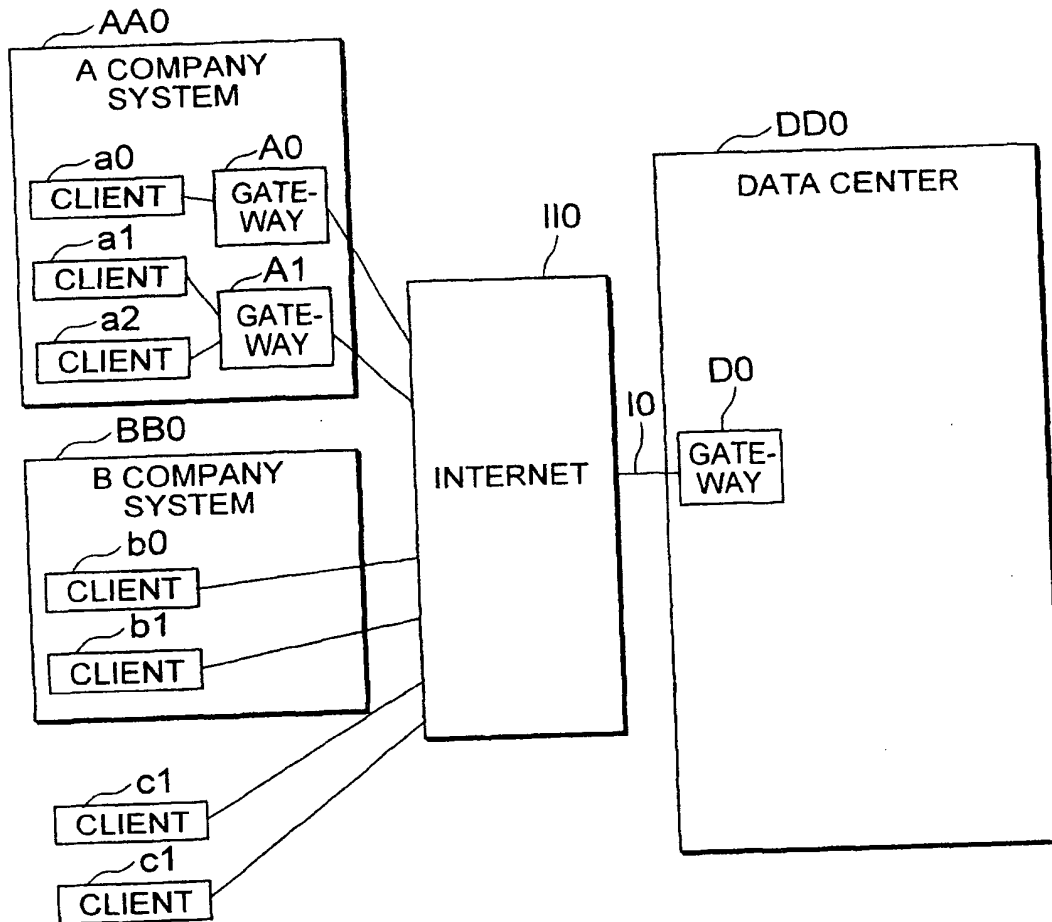 AA0
A COMPANY
SYSTEM
a0
CLIENT
A0
GATE-
WAY
a1
CLIENT
A1
GATE-
WAY
a2
CLIENT
BB0
B COMPANY
SYSTEM
b0
CLIENT
b1
CLIENT
c1
CLIENT
c1
CLIENT
II0
INTERNET
I0
DD0
DATA CENTER
D0
GATE-
WAY